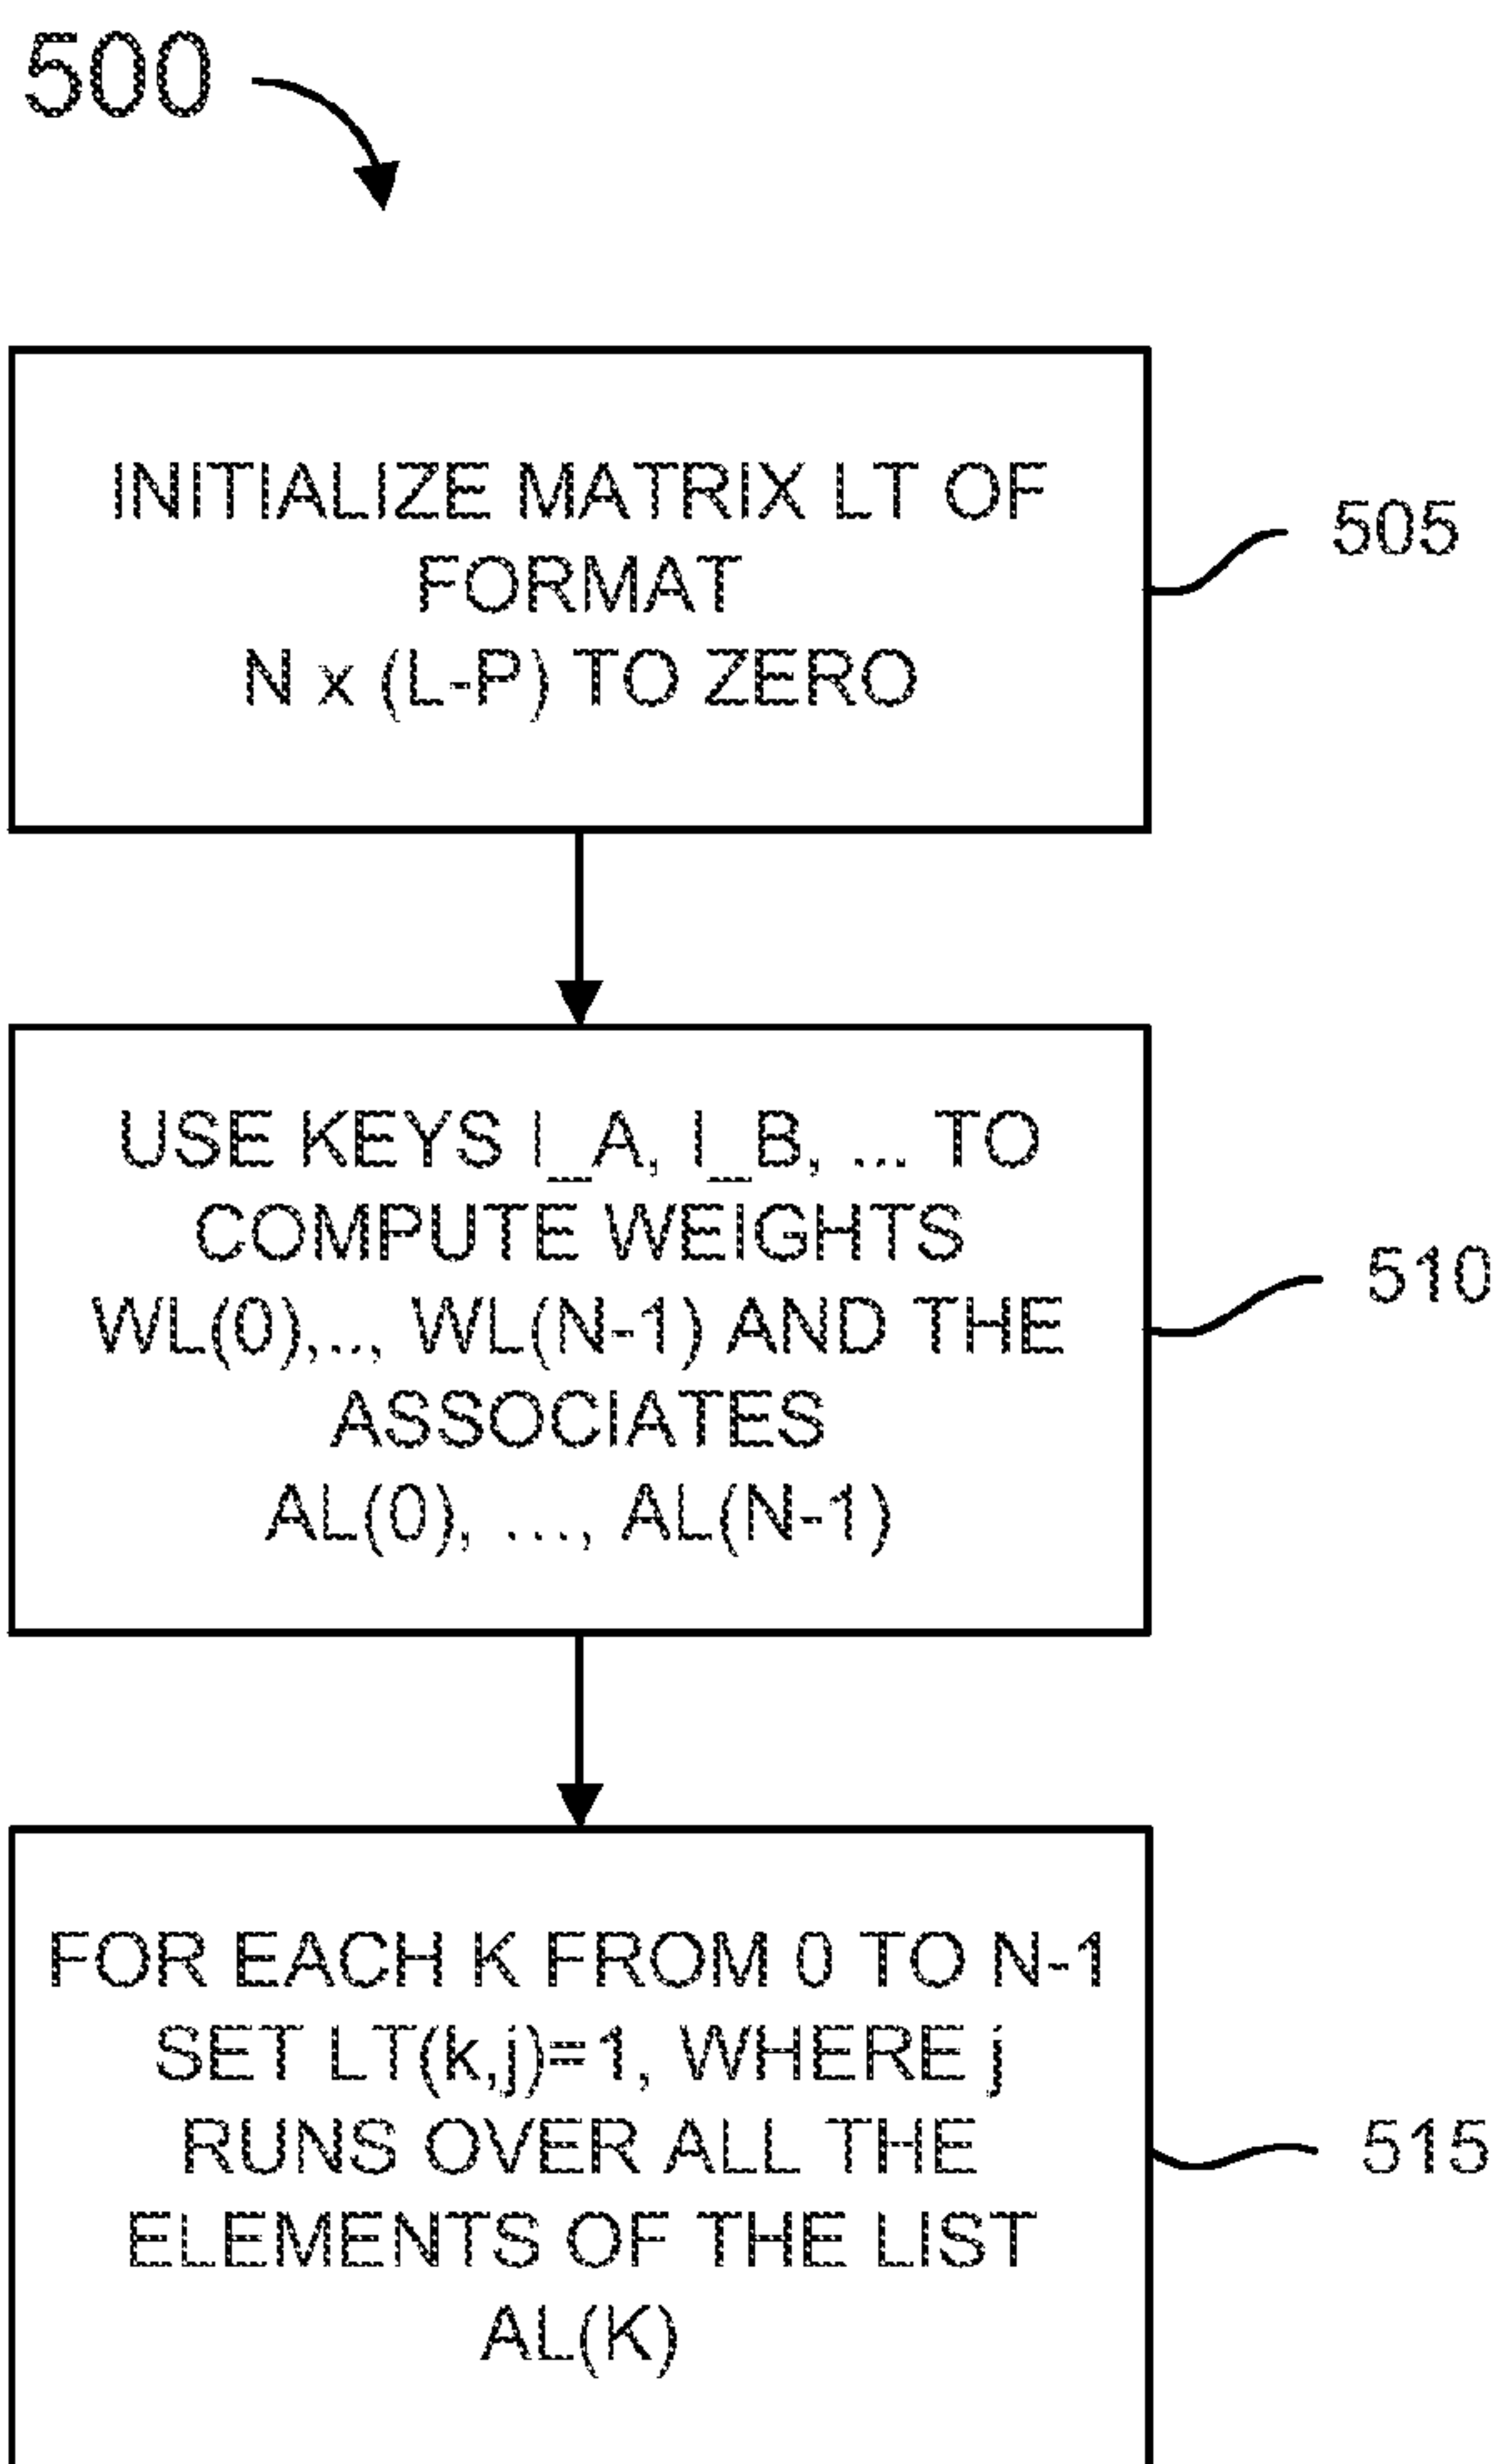 500
INITIALIZE MATRIX LT OF
FORMAT
N x (L-P) TO ZERO
505
USE KEYS I_A, I_B, ... TO
COMPUTE WEIGHTS
WL(0),.., WL(N-1) AND THE
ASSOCIATES
AL(0), ..., AL(N-1)
510
FOR EACH K FROM 0 TO N-1
SET LT(k,j)=1, WHERE j
RUNS OVER ALL THE
ELEMENTS OF THE LIST
AL(K)
515